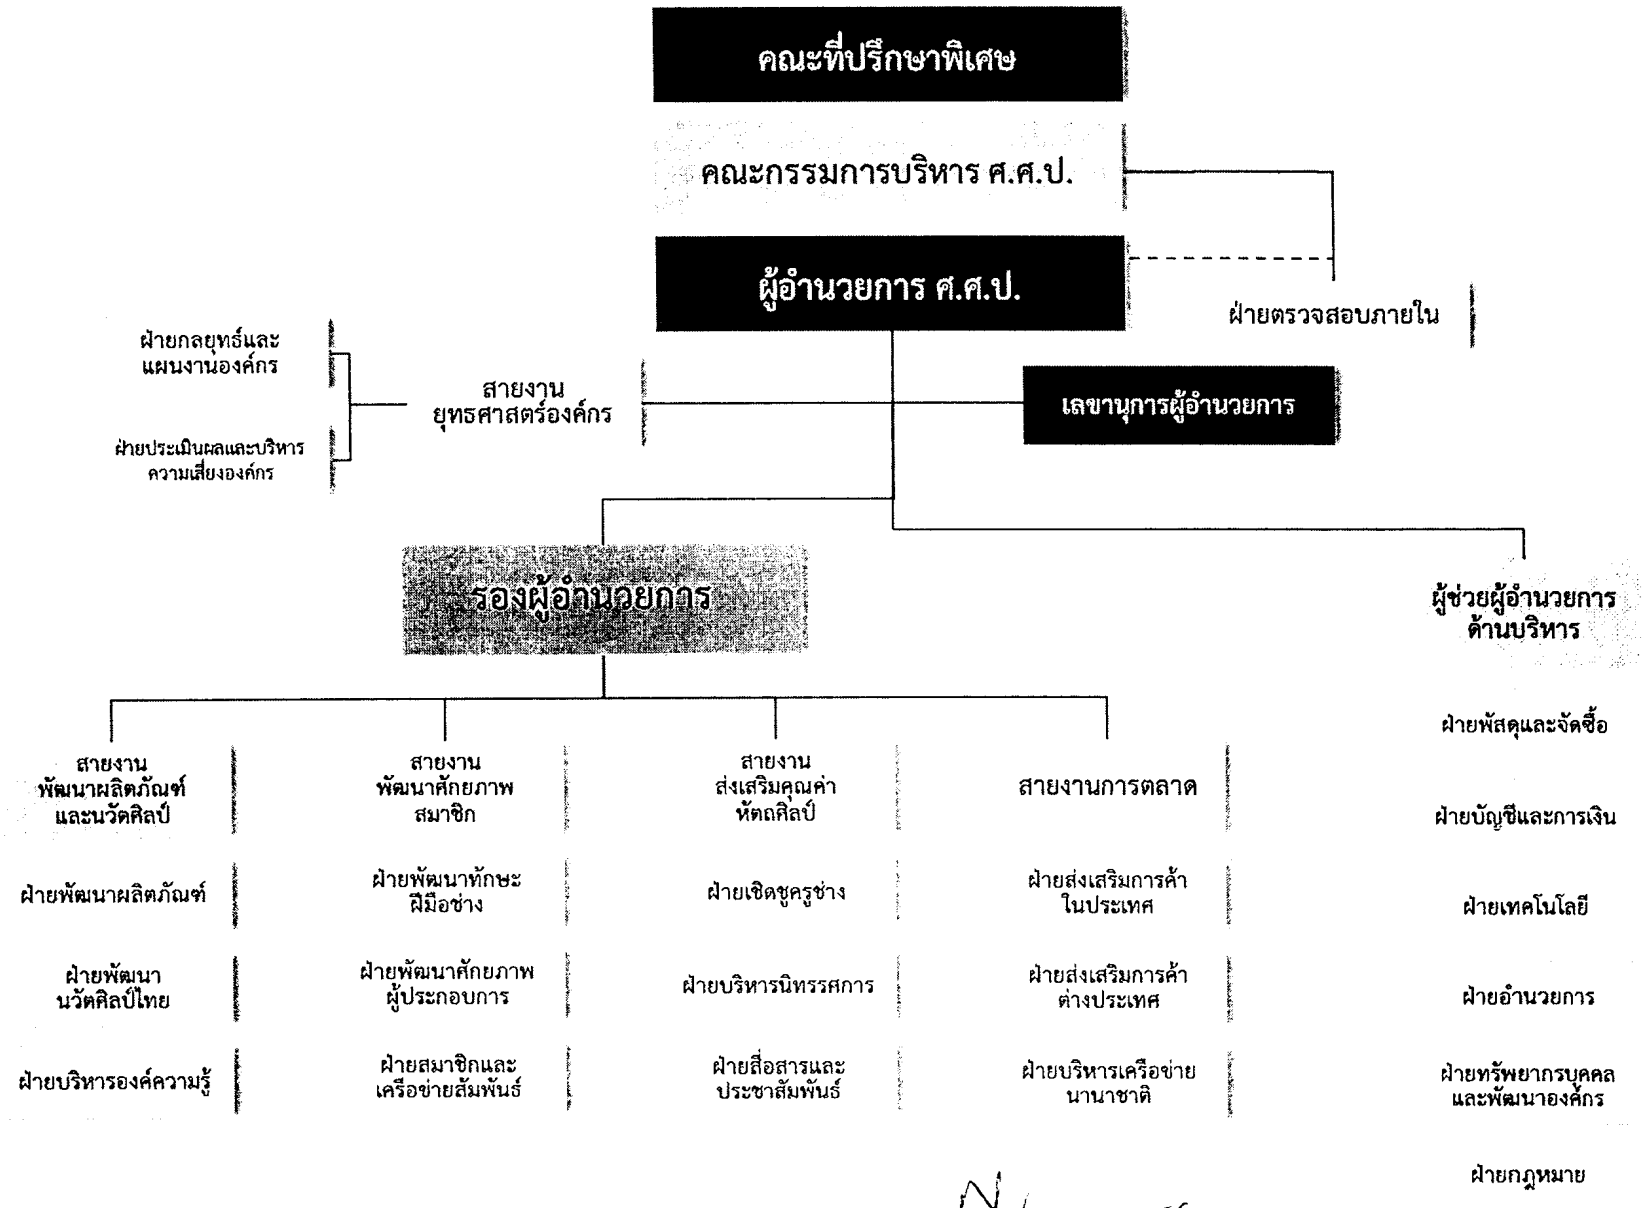 คณะที่ปรึกษาพิเศษ
คณะกรรมการบริหาร ศ.ศ.ป.
ผู้อำนวยการ ศ.ศ.ป.
ฝ่ายตรวจสอบภายใน
ฝ่ายกลยุทธ์และ
แผนงานองค์กร
สายงาน
ยุทธศาสตร์องค์กร
เลขานุการผู้อำนวยการ
ฝ่ายประเมินผลและบริหาร
ความเสี่ยงองค์กร
รองผู้อำนวยการ
ผู้ช่วยผู้อำนวยการ
ด้านบริหาร
สายงาน
พัฒนาผลิตภัณฑ์
และนวัตศิลป์
ฝ่ายพัฒนาผลิตภัณฑ์
ฝ่ายพัฒนา
นวัตศิลป์ไทย
ฝ่ายบริหารองค์ความรู้
สายงาน
พัฒนาศักยภาพ
สมาชิก
ฝ่ายพัฒนาทักษะ
ฝีมือช่าง
ฝ่ายพัฒนาศักยภาพ
ผู้ประกอบการ
ฝ่ายสมาชิกและ
เครือข่ายสัมพันธ์
สายงาน
ส่งเสริมคุณค่า
หัตถศิลป์
ฝ่ายเชิดชูครูช่าง
ฝ่ายบริหารนิทรรศการ
ฝ่ายสื่อสารและ
ประชาสัมพันธ์
สายงานการตลาด
ฝ่ายส่งเสริมการค้า
ในประเทศ
ฝ่ายส่งเสริมการค้า
ต่างประเทศ
ฝ่ายบริหารเครือข่าย
นานาชาติ
ฝ่ายพัสดุและจัดซื้อ
ฝ่ายบัญชีและการเงิน
ฝ่ายเทคโนโลยี
ฝ่ายอำนวยการ
ฝ่ายทรัพยากรบุคคล
และพัฒนาองค์กร
ฝ่ายกฎหมาย